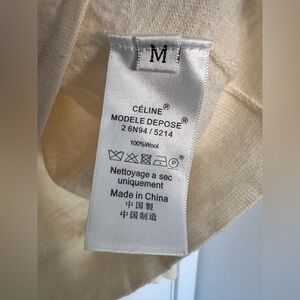 M
CÉLINE®
MODELE DEPOSE®
2 6N94 / 5214
100%Wool
P
Nettoyage a sec
uniquement
Made in China
中国製
中国制造